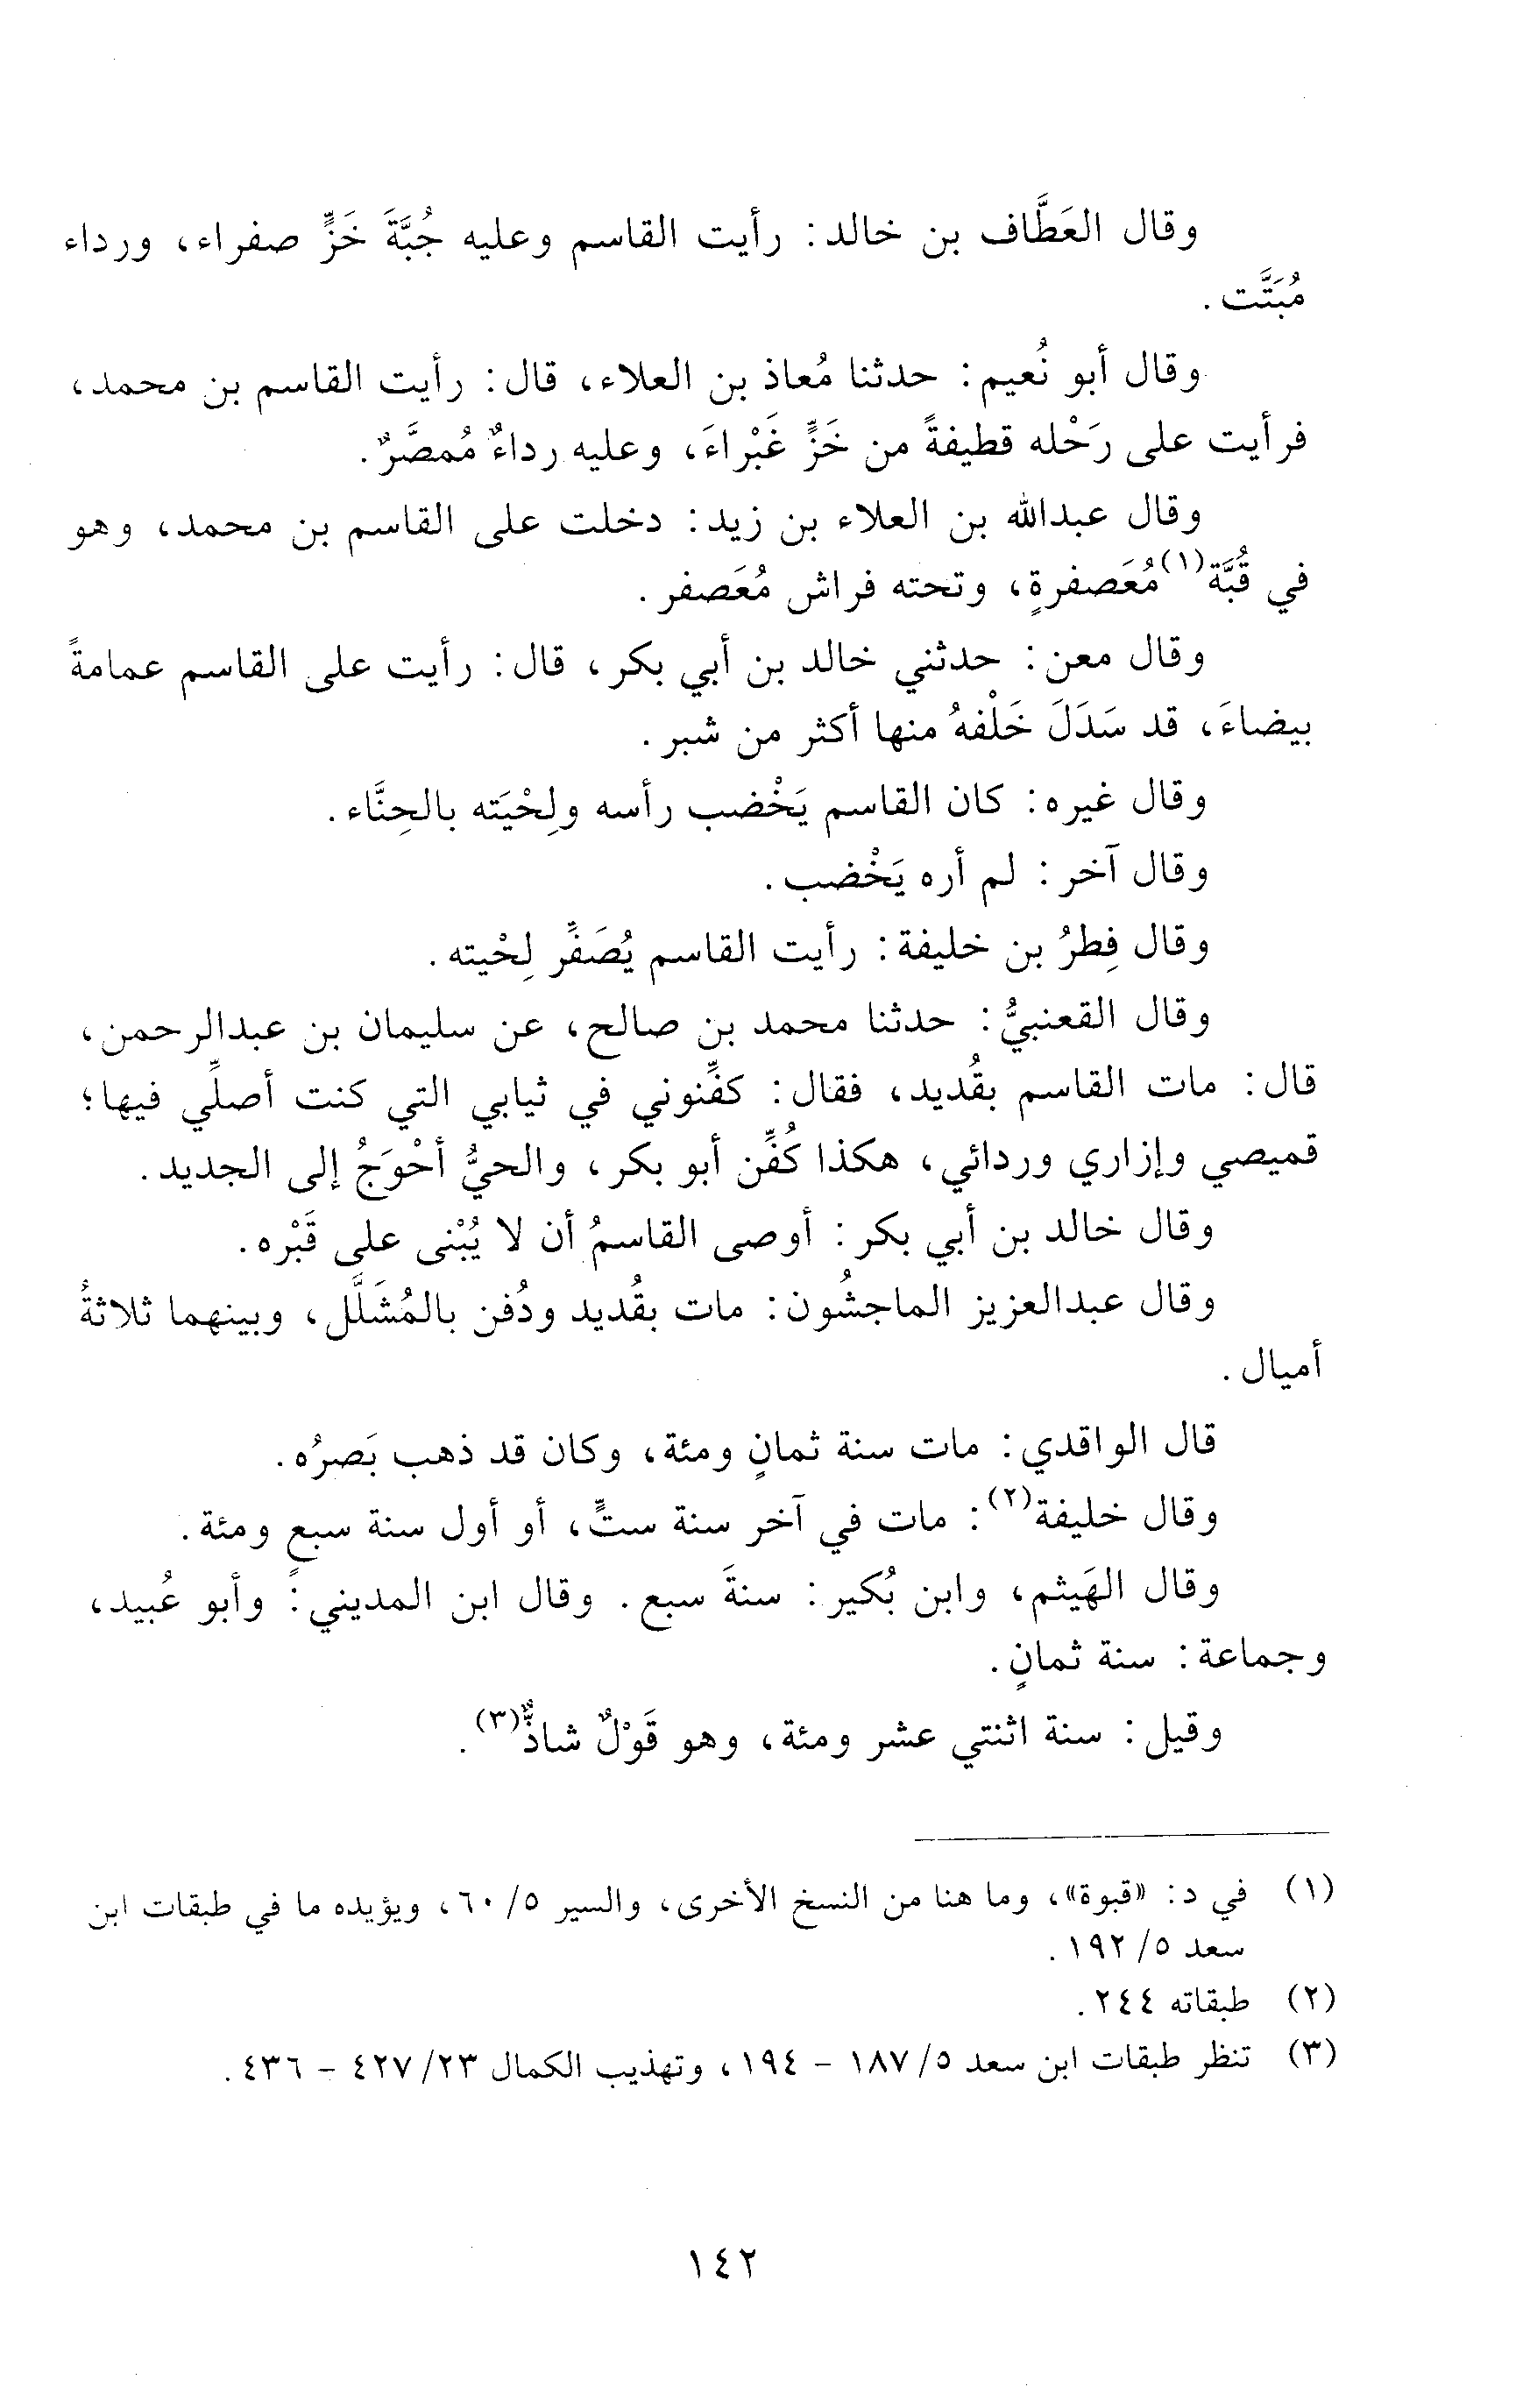 وقال العَطَّاف بن خالد: رأيت القاسم وعليه جُبَّةَ خَزٍّ صفراء، ورداء
مُبَتَّت.
وقال أبو نُعيم: حدثنا مُعاذ بن العلاء، قال: رأيت القاسم بن محمد،
فرأيت على رَحْله قطيفةً من خَزٍّ غَبْراءَ، وعليه رداءٌ مُمصَّرٌ.
وقال عبدالله بن العلاء بن زيد: دخلت على القاسم بن محمد، وهو
في قُبَّة(١) مُعَصفرةٍ، وتحته فراش مُعَصفر.
وقال معن: حدثني خالد بن أبي بكر، قال: رأيت على القاسم عمامةً
بيضاءَ، قد سَدَلَ خَلْفهُ منها أكثر من شبر.
وقال غيره: كان القاسم يَخْضب رأسه ولِحْيَته بالحِنَّاء.
وقال آخر: لم أره يَخْضب.
وقال فِطرُ بن خليفة: رأيت القاسم يُصَفِّر لِحْيته.
وقال القعنبيُّ: حدثنا محمد بن صالح، عن سليمان بن عبدالرحمن،
قال: مات القاسم بقُديد، فقال: كفِّنوني في ثيابي التي كنت أصلِّي فيها؛
قميصي وإزاري وردائي، هكذا كُفِّن أبو بكر، والحيُّ أحْوَجُ إلى الجديد.
وقال خالد بن أبي بكر: أوصى القاسمُ أن لا يُبْنى على قَبْره.
وقال عبدالعزيز الماجشُون: مات بقُديد ودُفن بالمُشَلَّل، وبينهما ثلاثةُ
أميال.
قال الواقدي: مات سنة ثمانٍ ومئة، وكان قد ذهب بَصرُه.
وقال خليفة(٢): مات في آخر سنة ستٍّ، أو أول سنة سبعٍ ومئة.
وقال الهَيثم، وابن بُكير: سنةَ سبع. وقال ابن المديني: وأبو عُبيد،
وجماعة: سنة ثمانٍ.
وقيل: سنة اثنتي عشر ومئة، وهو قَوْلٌ شاذٌّ(٣).
(١) في د: «قبوة»، وما هنا من النسخ الأخرى، والسير ٥/ ٦٠، ويؤيده ما في طبقات ابن
سعد ٥/ ١٩٢.
(٢) طبقاته ٢٤٤.
(٣) تنظر طبقات ابن سعد ٥/ ١٨٧ - ١٩٤، وتهذيب الكمال ٢٣/ ٤٢٧ - ٤٣٦.
١٤٢